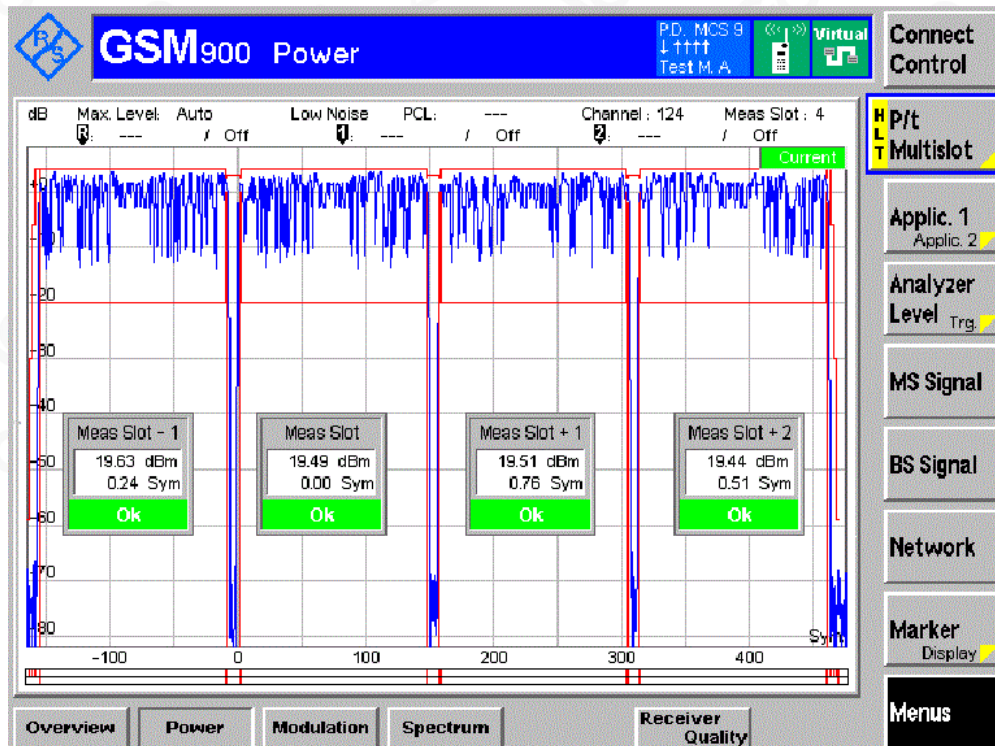 R S
GSM900 Power
P.D. MCS 9
↓ ↑↑↑↑
Test M. A.
Virtual
Connect Control
dB Max. Level: Auto Low Noise PCL: --- Channel : 124 Meas Slot : 4
R: --- / Off 1: --- / Off 2: --- / Off
Current
H L T
P/t Multislot
Applic. 1
Applic. 2
Analyzer Level Trg.
MS Signal
BS Signal
Network
Marker
Display
Menus
+0
-10
-20
-30
-40
-50
-60
-70
-80
Meas Slot - 1
19.63 dBm
0.24 Sym
Ok
Meas Slot
19.49 dBm
0.00 Sym
Ok
Meas Slot + 1
19.51 dBm
0.76 Sym
Ok
Meas Slot + 2
19.44 dBm
0.51 Sym
Ok
Sym
-100 0 100 200 300 400
Overview Power Modulation Spectrum Receiver Quality